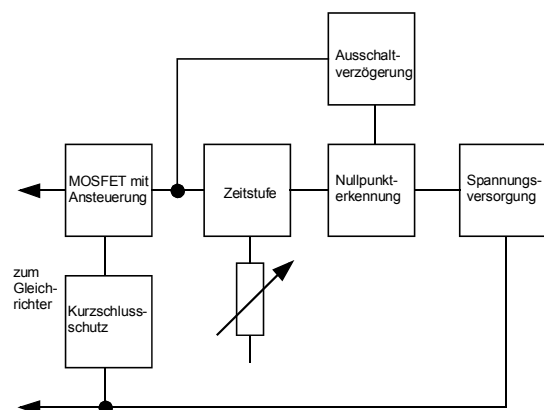 Ausschalt-
verzögerung
MOSFET mit
Ansteuerung
Zeitstufe
Nullpunkt-
erkennung
Spannungs-
versorgung
zum
Gleich-
richter
Kurzschluss-
schutz